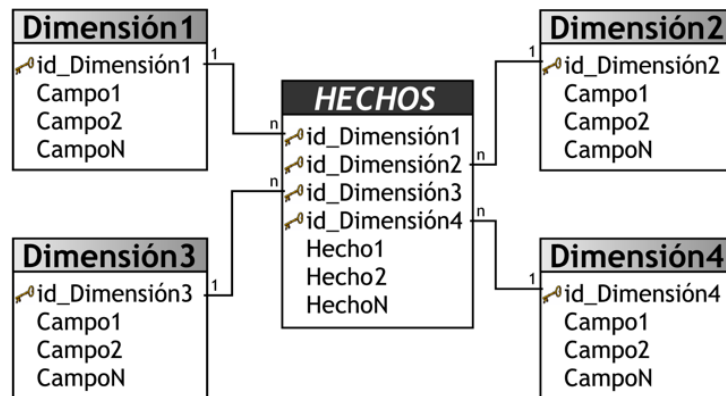 Dimensión1
1
id_Dimensión1
Campo1
Campo2
CampoN
Dimensión2
1
id_Dimensión2
Campo1
Campo2
CampoN
HECHOS
n
id_Dimensión1
id_Dimensión2
n
n
id_Dimensión3
id_Dimensión4
n
Hecho1
Hecho2
HechoN
Dimensión3
id_Dimensión3
1
Campo1
Campo2
CampoN
Dimensión4
1
id_Dimensión4
Campo1
Campo2
CampoN